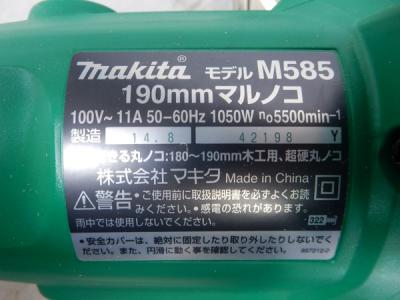 makita モデル M585
190mmマルノコ
100V~ 11A 50-60Hz 1050W n₀5500min⁻¹
製造 14.8 42198 Y
せる丸ノコ:180~190mm木工用、超硬丸ノコ
株式会社 マキタ Made in China
警告 ・ご使用前に取扱説明書を必ずよくお読
みください。・感電の恐れがあります。
雨中では使用しないでください。 322
・安全カバーは、絶対に固定したり取り外したりしないでく
ださい。また、円滑に動く事を確認してください。